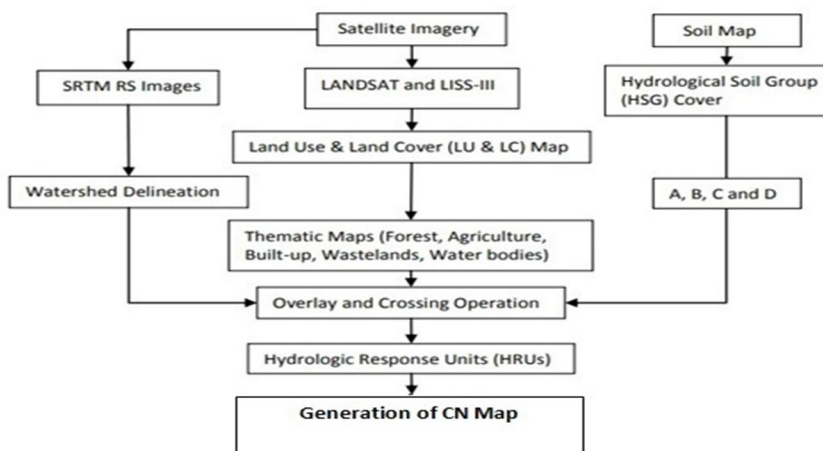 Satellite Imagery
Soil Map
SRTM RS Images
LANDSAT and LISS-III
Hydrological Soil Group
(HSG) Cover
Land Use & Land Cover (LU & LC) Map
Watershed Delineation
A, B, C and D
Thematic Maps (Forest, Agriculture,
Built-up, Wastelands, Water bodies)
Overlay and Crossing Operation
Hydrologic Response Units (HRUs)
Generation of CN Map